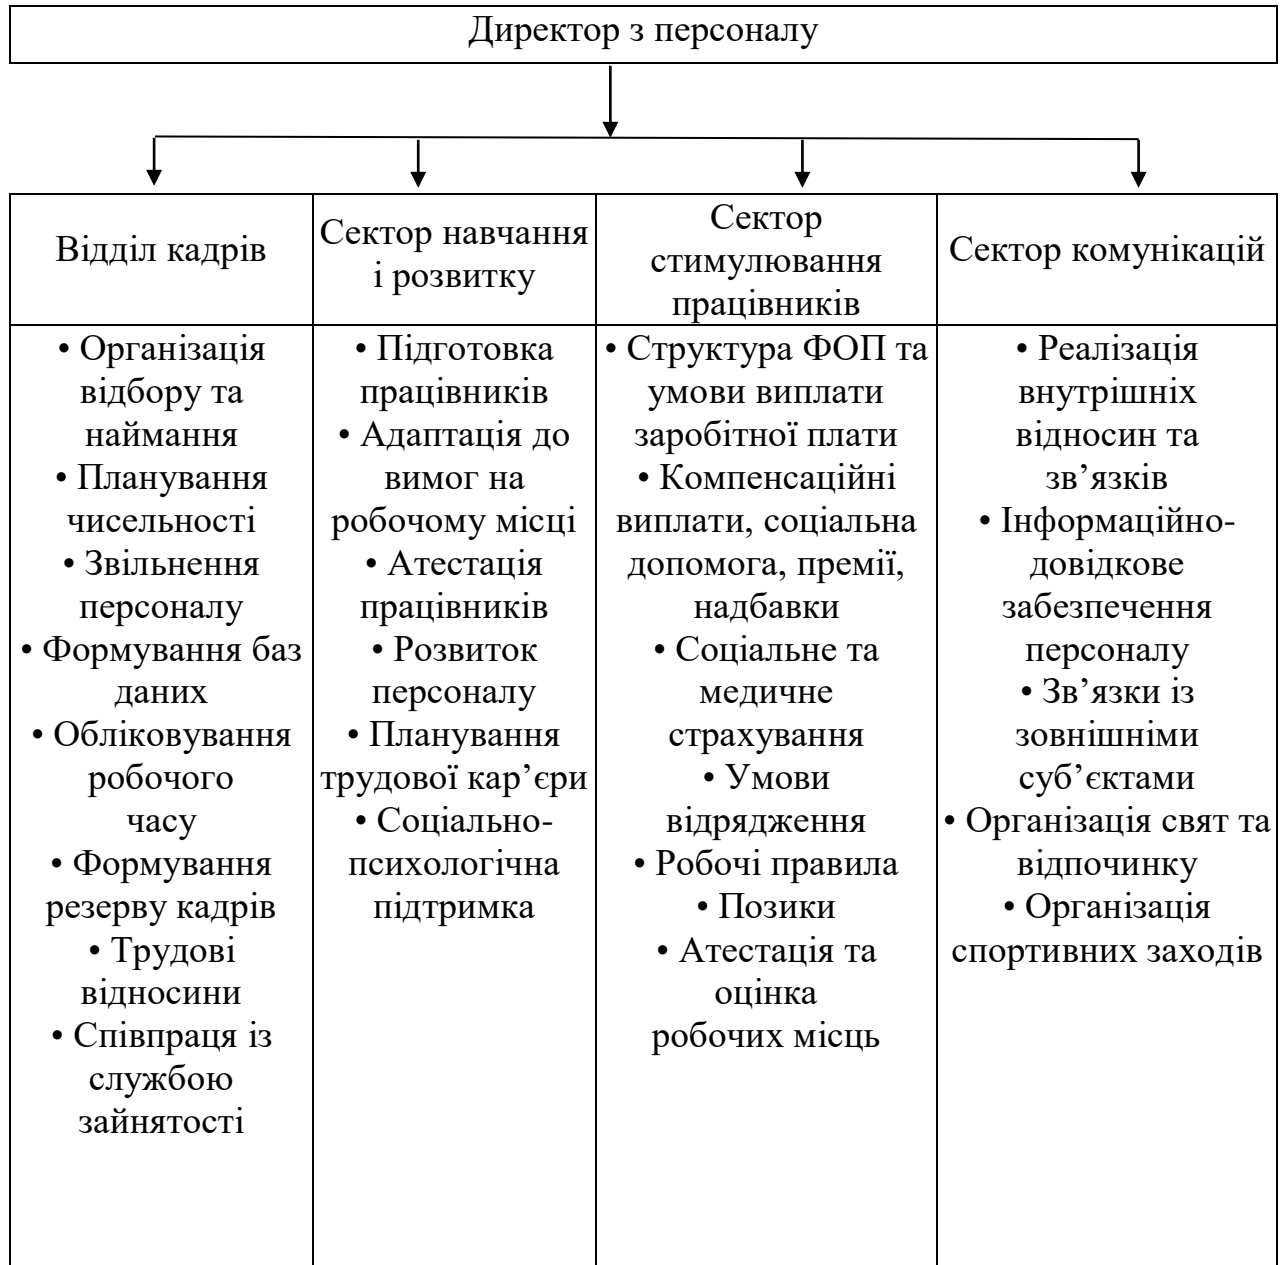 Директор з персоналу
Відділ кадрів
Сектор навчання
і розвитку
Сектор
стимулювання
працівників
Сектор комунікацій
• Організація
відбору та
наймання
• Планування
чисельності
• Звільнення
персоналу
• Формування баз
даних
• Обліковування
робочого
часу
• Формування
резерву кадрів
• Трудові
відносини
• Співпраця із
службою
зайнятості
• Підготовка
працівників
• Адаптація до
вимог на
робочому місці
• Атестація
працівників
• Розвиток
персоналу
• Планування
трудової кар’єри
• Соціально-
психологічна
підтримка
• Структура ФОП та
умови виплати
заробітної плати
• Компенсаційні
виплати, соціальна
допомога, премії,
надбавки
• Соціальне та
медичне
страхування
• Умови
відрядження
• Робочі правила
• Позики
• Атестація та
оцінка
робочих місць
• Реалізація
внутрішніх
відносин та
зв’язків
• Інформаційно-
довідкове
забезпечення
персоналу
• Зв’язки із
зовнішніми
суб’єктами
• Організація свят та
відпочинку
• Організація
спортивних заходів